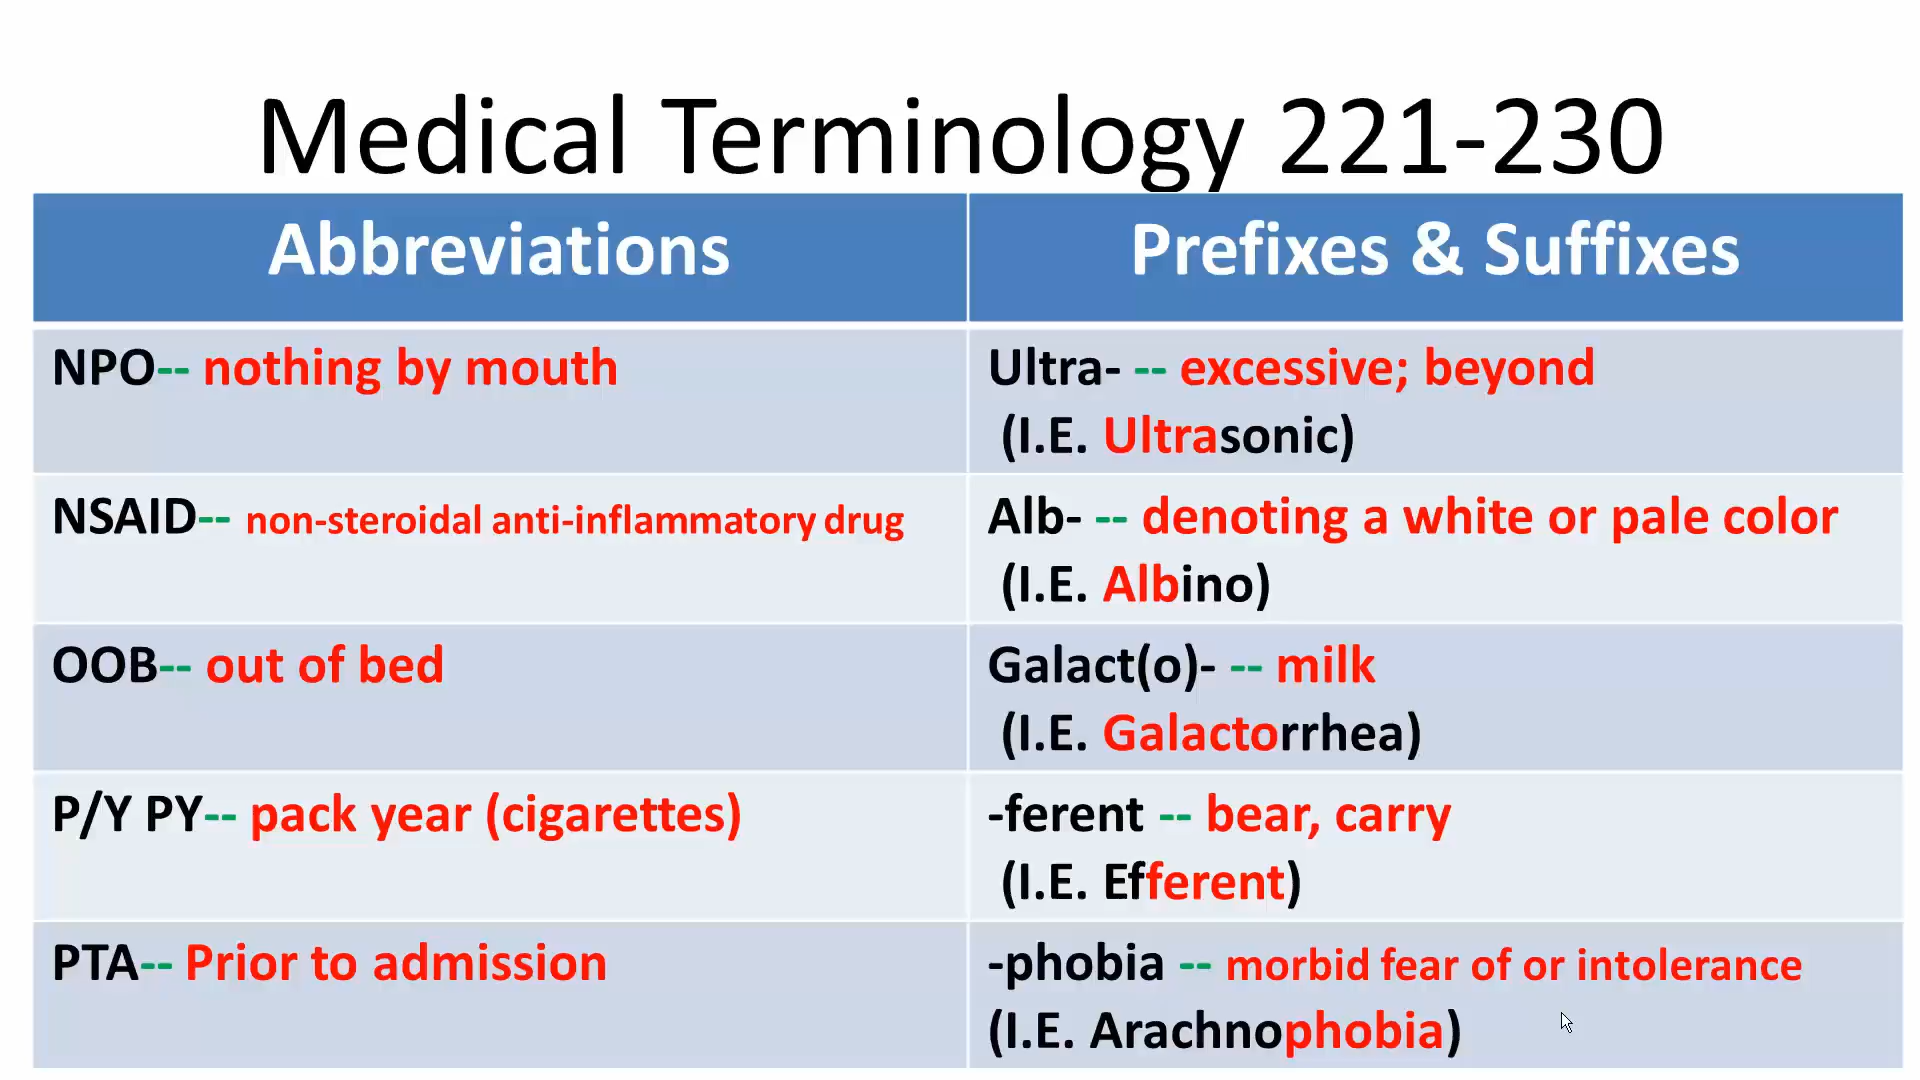 Medical Terminology 221-230
Abbreviations
Prefixes & Suffixes
NPO-- nothing by mouth
Ultra- -- excessive; beyond
(I.E. Ultrasonic)
NSAID-- non-steroidal anti-inflammatory drug
Alb- -- denoting a white or pale color
(I.E. Albino)
OOB-- out of bed
Galact(o)- -- milk
(I.E. Galactorrhea)
P/Y PY-- pack year (cigarettes)
-ferent -- bear, carry
(I.E. Efferent)
PTA-- Prior to admission
-phobia -- morbid fear of or intolerance
(I.E. Arachnophobia)